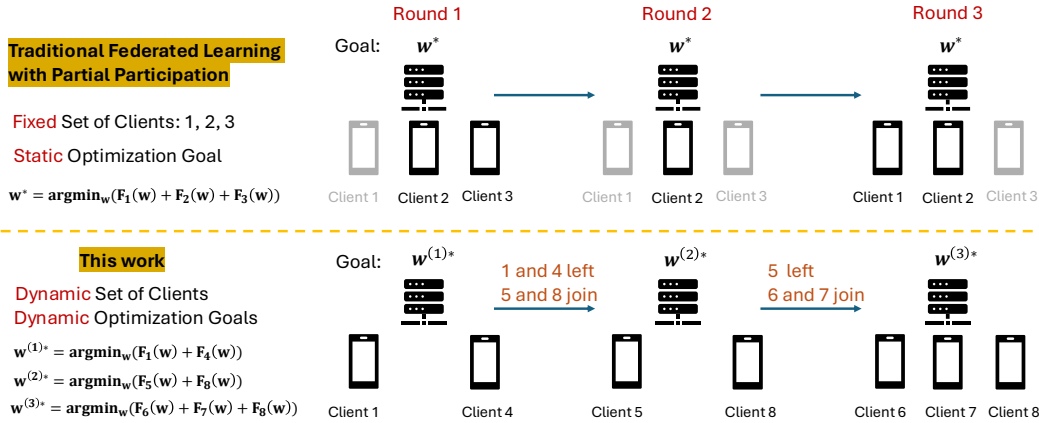 Round 1
Round 2
Round 3
Traditional Federated Learning
with Partial Participation
Goal:
w*
w*
w*
Fixed Set of Clients: 1, 2, 3
Static Optimization Goal
w* = argmin_w(F₁(w) + F₂(w) + F₃(w))
Client 1
Client 2
Client 3
Client 1
Client 2
Client 3
Client 1
Client 2
Client 3
This work
Goal:
w⁽¹⁾*
1 and 4 left
5 and 8 join
w⁽²⁾*
5 left
6 and 7 join
w⁽³⁾*
Dynamic Set of Clients
Dynamic Optimization Goals
w⁽¹⁾* = argmin_w(F₁(w) + F₄(w))
w⁽²⁾* = argmin_w(F₅(w) + F₈(w))
w⁽³⁾* = argmin_w(F₆(w) + F₇(w) + F₈(w))
Client 1
Client 4
Client 5
Client 8
Client 6
Client 7
Client 8